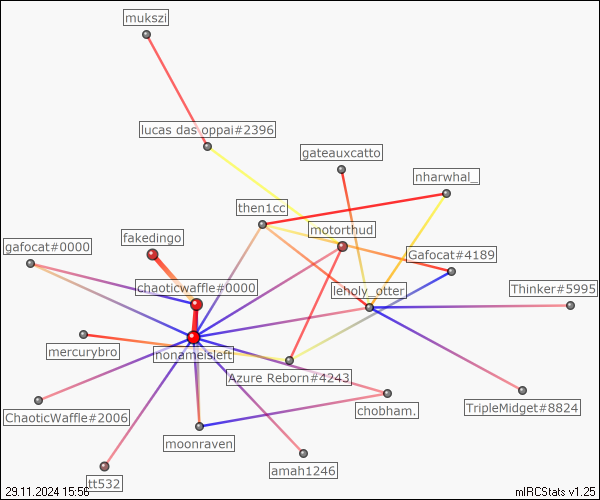 mukszi
lucas das oppai#2396
gateauxcatto
nharwhal_
then1cc
motorthud
fakedingo
gafocat#0000
Gafocat#4189
chaoticwaffle#0000
leholy_otter
Thinker#5995
mercurybro
nonameisleft
Azure Reborn#4243
ChaoticWaffle#2006
chobham.
TripleMidget#8824
moonraven
amah1246
tt532
29.11.2024 15:56
mIRCStats v1.25